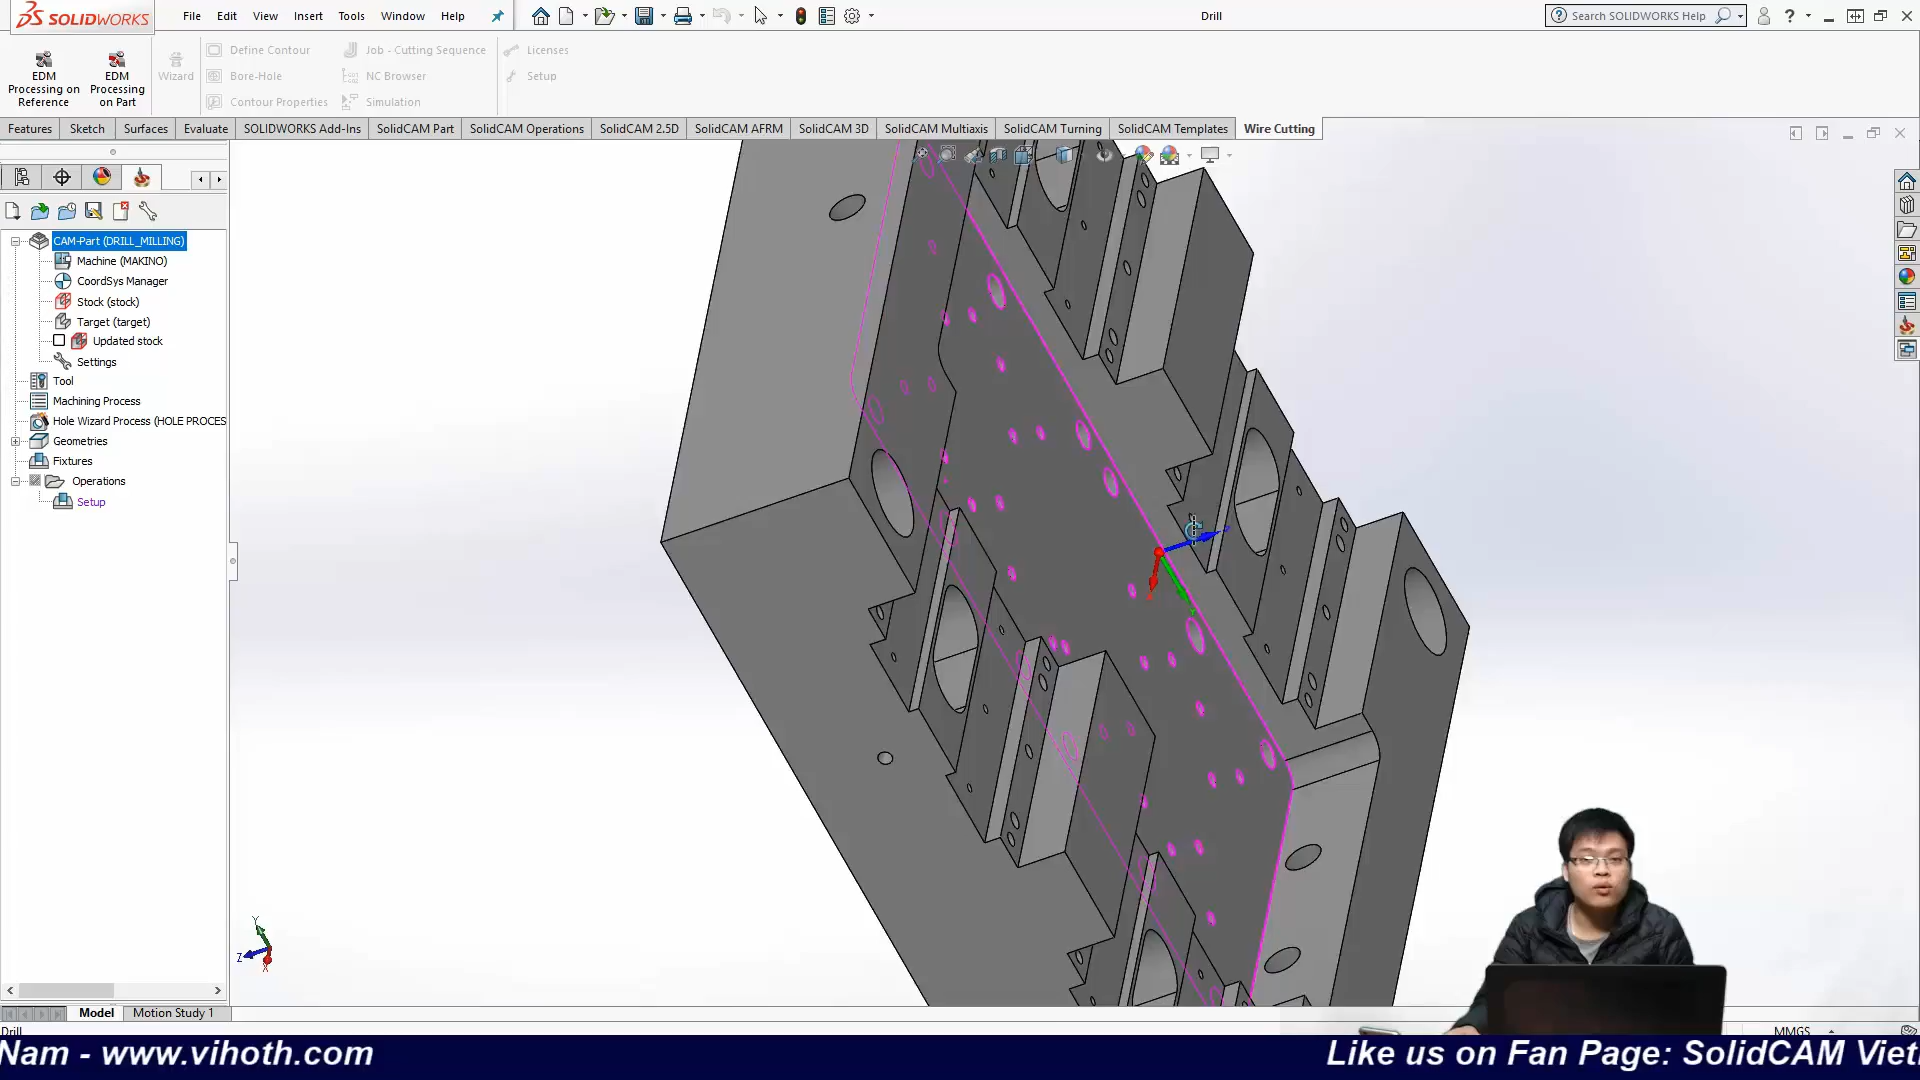 SOLIDWORKS
File Edit View Insert Tools Window Help
Drill
Search SOLIDWORKS Help
EDM Processing on Reference
EDM Processing on Part
Wizard
Define Contour
Bore-Hole
Contour Properties
Job - Cutting Sequence
NC Browser
Simulation
Licenses
Setup
Features Sketch Surfaces Evaluate SOLIDWORKS Add-Ins SolidCAM Part SolidCAM Operations SolidCAM 2.5D SolidCAM AFRM SolidCAM 3D SolidCAM Multiaxis SolidCAM Turning SolidCAM Templates Wire Cutting
CAM-Part (DRILL_MILLING)
Machine (MAKINO)
CoordSys Manager
Stock (stock)
Target (target)
Updated stock
Settings
Tool
Machining Process
Hole Wizard Process (HOLE PROCES
Geometries
Fixtures
Operations
Setup
Y
Z
X
Model Motion Study 1
Drill
MMGS
Nam - www.vihoth.com Like us on Fan Page: SolidCAM Viet